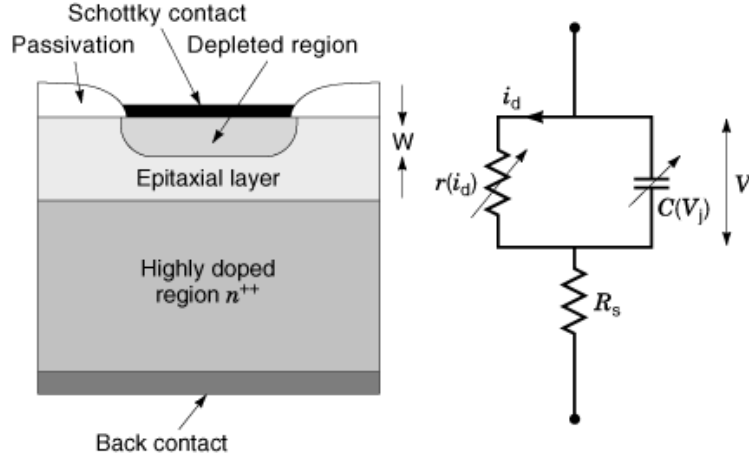 Schottky contact
Passivation
Depleted region
W
Epitaxial layer
Highly doped
region n++
Back contact
id
r(id)
C(Vj)
V
Rs